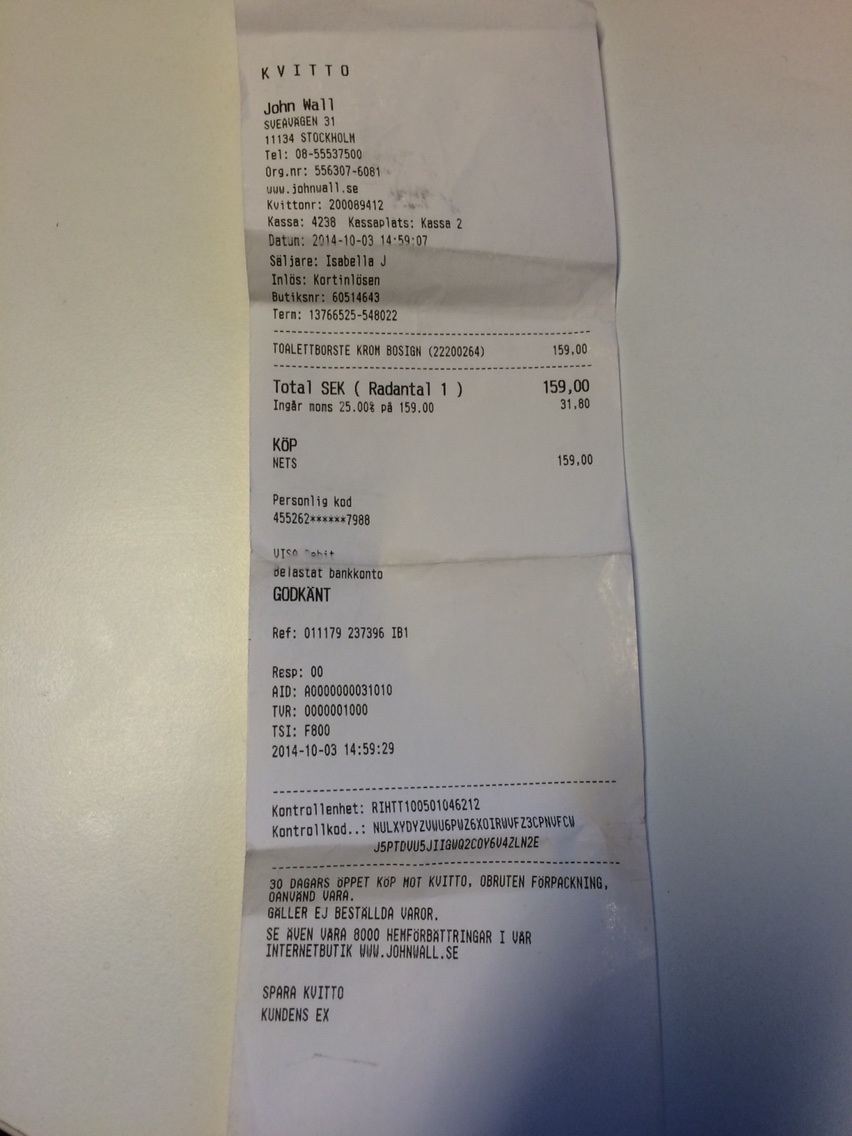 K V I T T O
John Wall
SVEAVÄGEN 31
11134 STOCKHOLM
Tel: 08-55537500
Org.nr: 556307-6081
www.johnwall.se
Kvittonr: 200089412
Kassa: 4238 Kassaplats: Kassa 2
Datum: 2014-10-03 14:59:07
Säljare: Isabella J
Inlös: Kortinlösen
Butiksnr: 60514643
Term: 13766525-548022
TOALETTBORSTE KROM BOSIGN (22200264) 159,00
Total SEK ( Radantal 1 ) 159,00
Ingår moms 25.00% på 159.00 31,80
KÖP
NETS 159,00
Personlig kod
455262******7988
VISA Debit
Belastat bankkonto
GODKÄNT
Ref: 011179 237396 IB1
Resp: 00
AID: A0000000031010
TVR: 0000001000
TSI: F800
2014-10-03 14:59:29
Kontrollenhet: RIHTT100501046212
Kontrollkod..:
30 DAGARS ÖPPET KÖP MOT KVITTO, OBRUTEN FÖRPACKNING,
OANVÄND VARA.
GÄLLER EJ BESTÄLLDA VAROR.
SE ÄVEN VÅRA 8000 HEMFÖRBÄTTRINGAR I VÅR
INTERNETBUTIK WWW.JOHNWALL.SE
SPARA KVITTO
KUNDENS EX